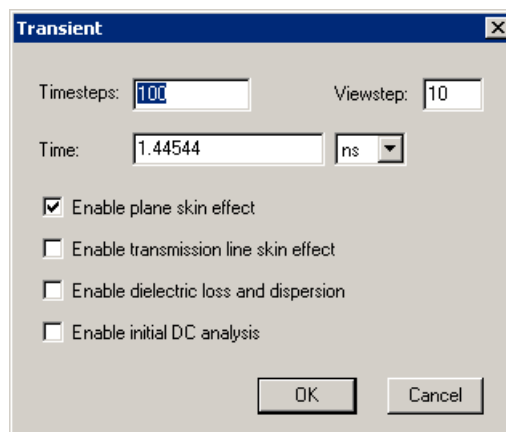 Transient
Timesteps: 100 Viewstep: 10
Time: 1.44544 ns
Enable plane skin effect
Enable transmission line skin effect
Enable dielectric loss and dispersion
Enable initial DC analysis
OK Cancel